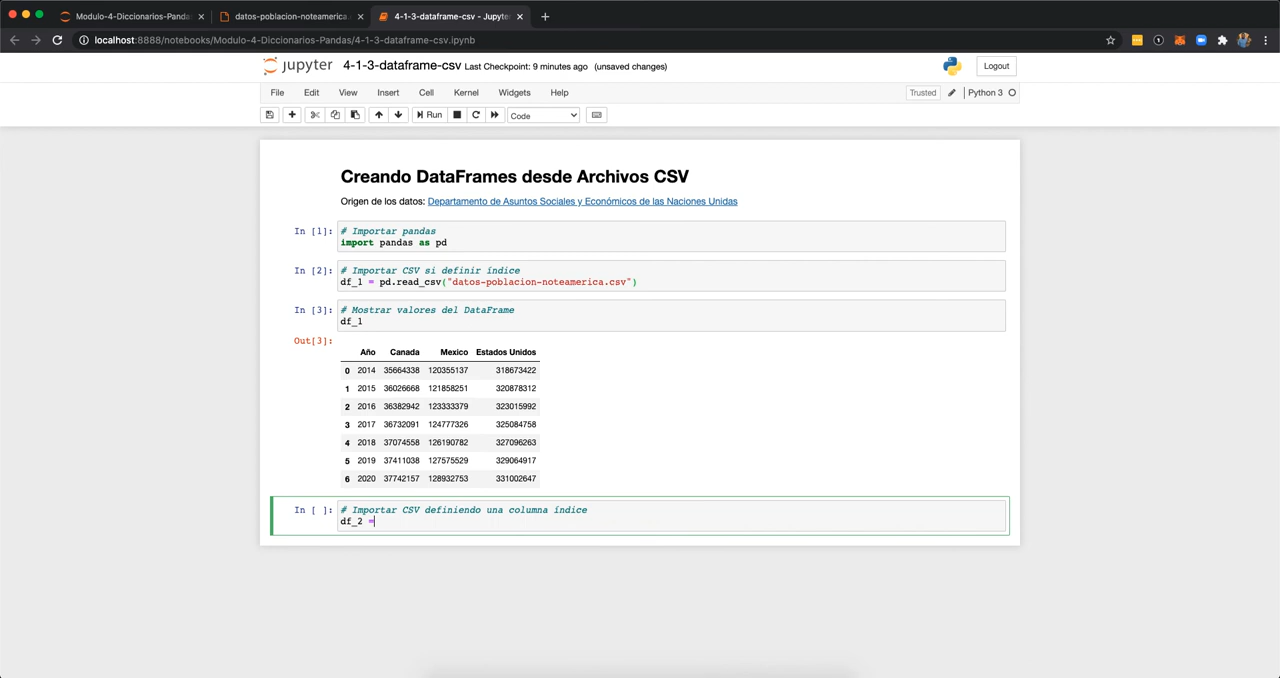 Modulo-4-Diccionarios-Panda
datos-poblacion-noteamerica.
4-1-3-dataframe-csv - Jupyte
localhost:8888/notebooks/Modulo-4-Diccionarios-Pandas/4-1-3-dataframe-csv.ipynb
jupyter 4-1-3-dataframe-csv Last Checkpoint: 9 minutes ago (unsaved changes)
Logout
File Edit View Insert Cell Kernel Widgets Help
Trusted Python 3
Run Code
Creando DataFrames desde Archivos CSV
Origen de los datos: Departamento de Asuntos Sociales y Económicos de las Naciones Unidas
In [1]: # Importar pandas
import pandas as pd
In [2]: # Importar CSV si definir índice
df_1 = pd.read_csv("datos-poblacion-noteamerica.csv")
In [3]: # Mostrar valores del DataFrame
df_1
Out[3]:
Año Canada Mexico Estados Unidos
0 2014 35664338 120355137 318673422
1 2015 36026668 121858251 320878312
2 2016 36382942 123333379 323015992
3 2017 36732091 124777326 325084758
4 2018 37074558 126190782 327096263
5 2019 37411038 127575529 329064917
6 2020 37742157 128932753 331002647
In [ ]: # Importar CSV definiendo una columna índice
df_2 =